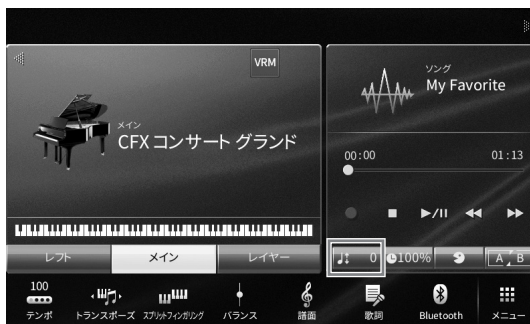 VRM
メイン
CFX コンサート グランド
ソング
My Favorite
00:00
01:13
レフト
メイン
レイヤー
0
100%
A B
100
テンポ
トランスポーズ
スプリットフィンガリング
バランス
譜面
歌詞
Bluetooth
メニュー